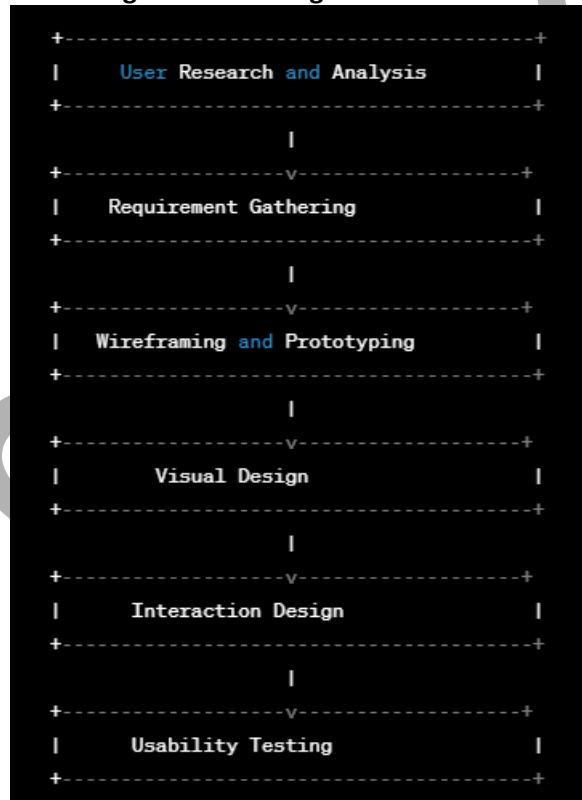 User Research and Analysis
Requirement Gathering
Wireframing and Prototyping
Visual Design
Interaction Design
Usability Testing